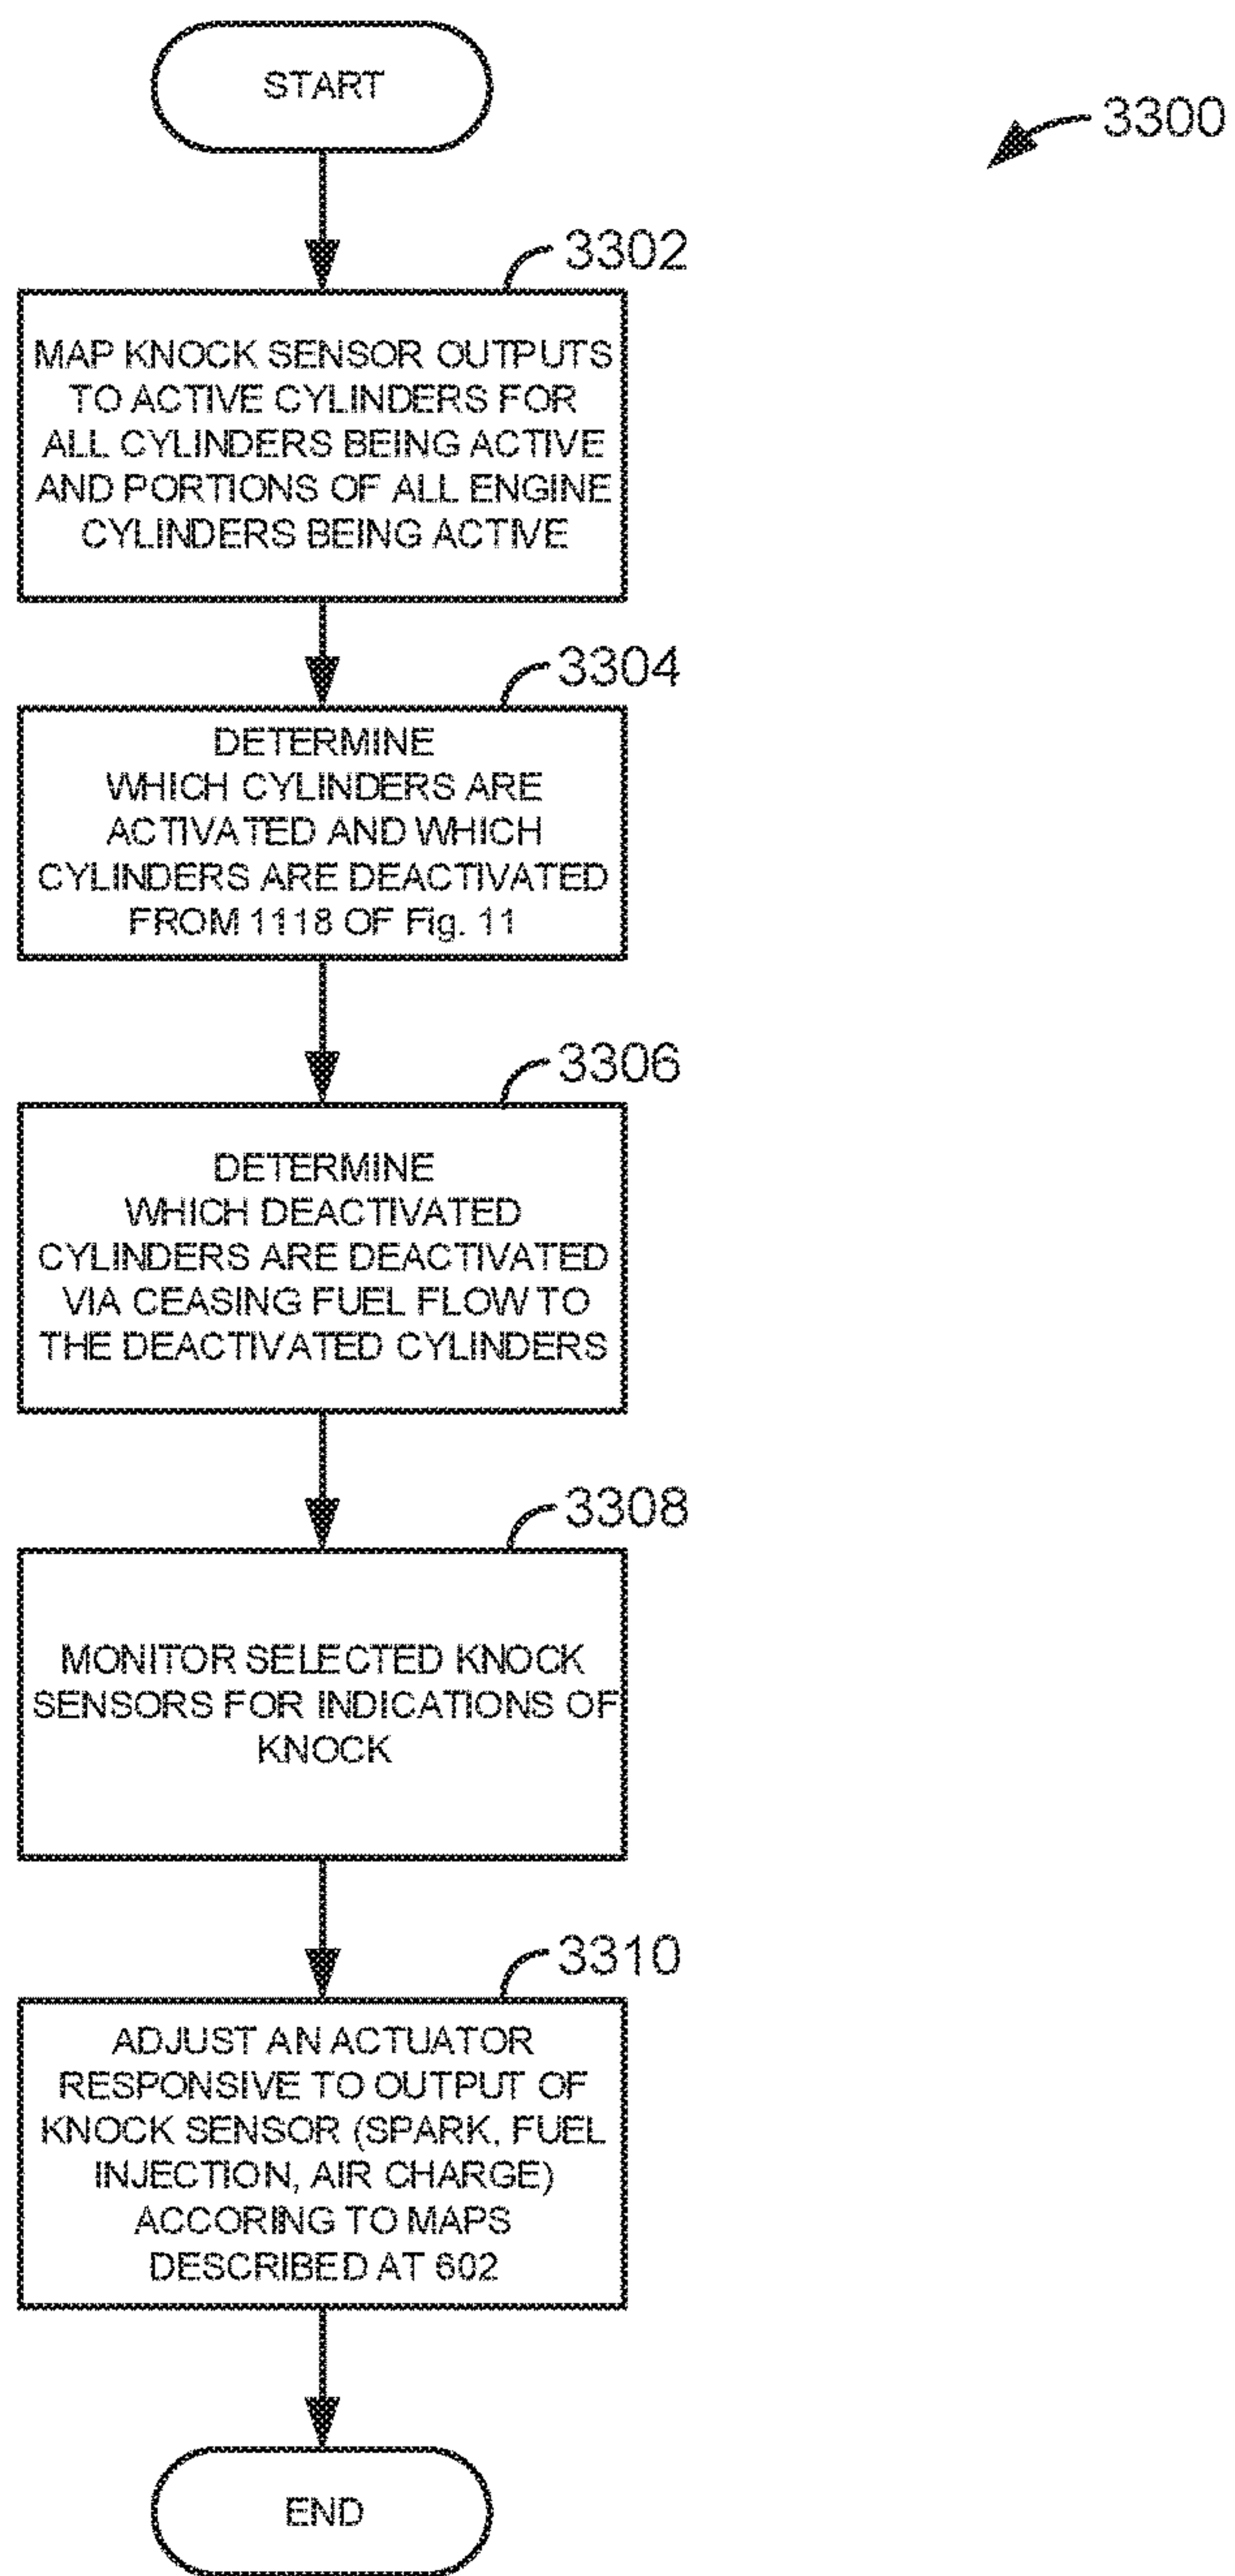 START
3300
3302
MAP KNOCK SENSOR OUTPUTS
TO ACTIVE CYLINDERS FOR
ALL CYLINDERS BEING ACTIVE
AND PORTIONS OF ALL ENGINE
CYLINDERS BEING ACTIVE
3304
DETERMINE
WHICH CYLINDERS ARE
ACTIVATED AND WHICH
CYLINDERS ARE DEACTIVATED
FROM 1118 OF Fig. 11
3306
DETERMINE
WHICH DEACTIVATED
CYLINDERS ARE DEACTIVATED
VIA CEASING FUEL FLOW TO
THE DEACTIVATED CYLINDERS
3308
MONITOR SELECTED KNOCK
SENSORS FOR INDICATIONS OF
KNOCK
3310
ADJUST AN ACTUATOR
RESPONSIVE TO OUTPUT OF
KNOCK SENSOR (SPARK, FUEL
INJECTION, AIR CHARGE)
ACCORING TO MAPS
DESCRIBED AT 602
END